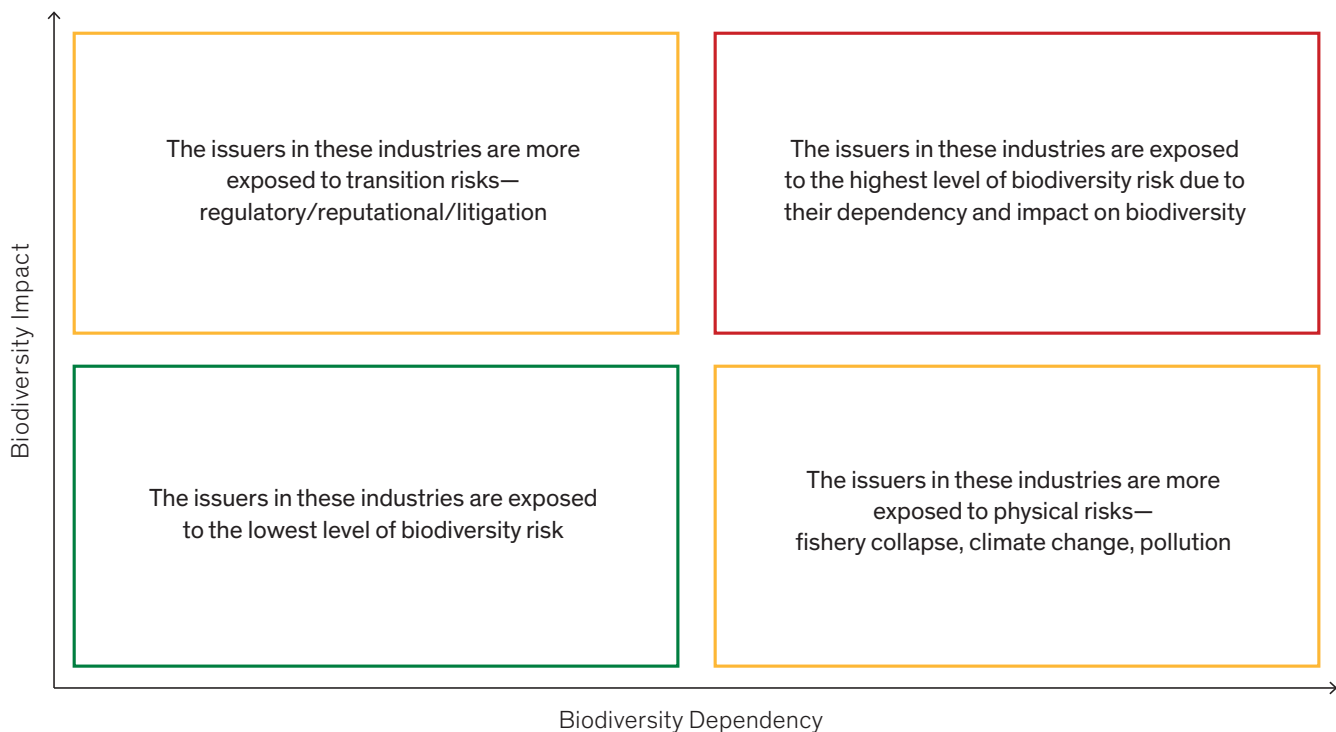 The issuers in these industries are more
exposed to transition risks—
regulatory/reputational/litigation
The issuers in these industries are exposed
to the highest level of biodiversity risk due to
their dependency and impact on biodiversity
Biodiversity Impact
The issuers in these industries are exposed
to the lowest level of biodiversity risk
The issuers in these industries are more
exposed to physical risks—
fishery collapse, climate change, pollution
Biodiversity Dependency